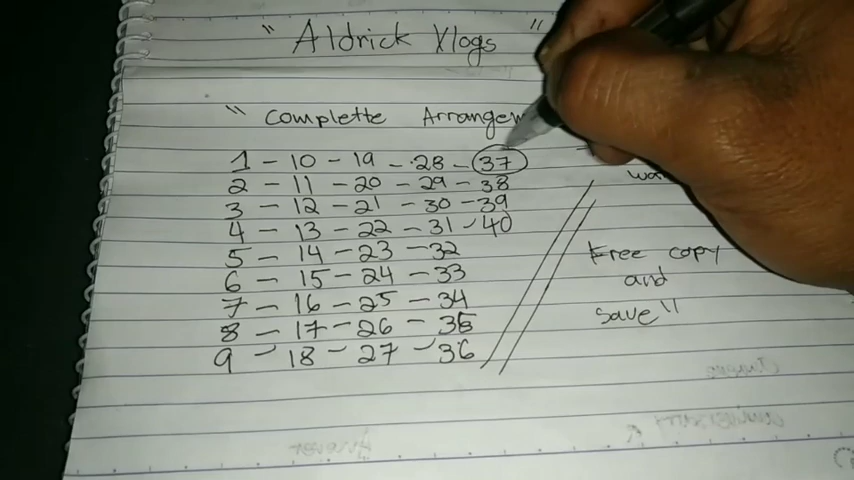 " Aldrick Vlogs "
" Complette Arrangem
1 - 10 - 19 - 28 - 37
2 - 11 - 20 - 29 - 38
3 - 12 - 21 - 30 - 39
4 - 13 - 22 - 31 - 40
5 - 14 - 23 - 32
6 - 15 - 24 - 33
7 - 16 - 25 - 34
8 - 17 - 26 - 35
9 - 18 - 27 - 36
Free copy
and
save!!